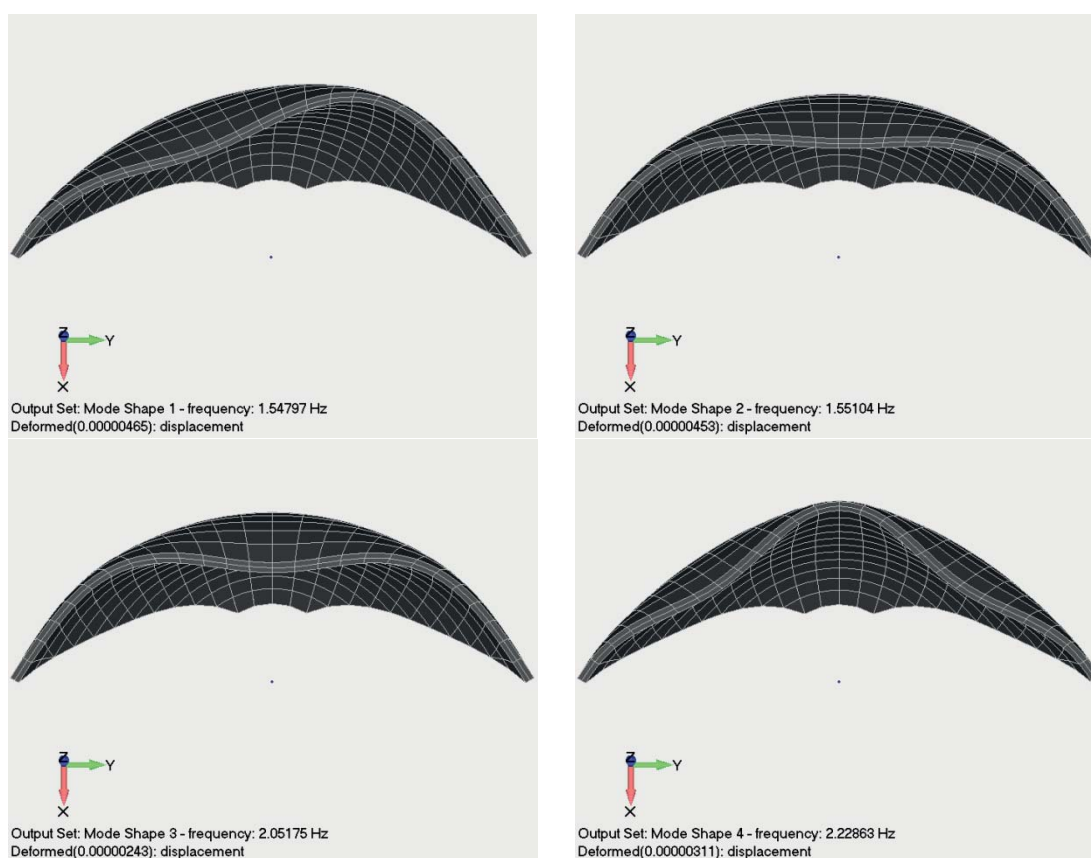 Z
Y
X
Output Set: Mode Shape 1 - frequency: 1.54797 Hz
Deformed(0.00000465): displacement
Z
Y
X
Output Set: Mode Shape 2 - frequency: 1.55104 Hz
Deformed(0.00000453): displacement
Z
Y
X
Output Set: Mode Shape 3 - frequency: 2.05175 Hz
Deformed(0.00000243): displacement
Z
Y
X
Output Set: Mode Shape 4 - frequency: 2.22863 Hz
Deformed(0.00000311): displacement